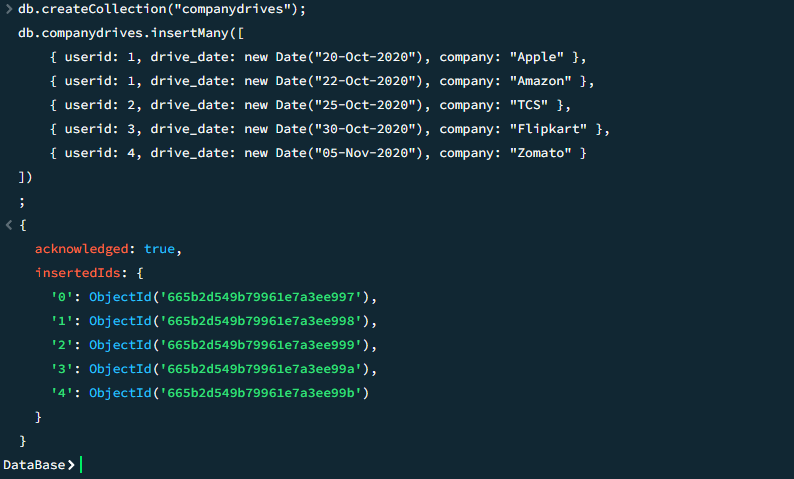 > db.createCollection("companydrives");
db.companydrives.insertMany([
{ userid: 1, drive_date: new Date("20-Oct-2020"), company: "Apple" },
{ userid: 1, drive_date: new Date("22-Oct-2020"), company: "Amazon" },
{ userid: 2, drive_date: new Date("25-Oct-2020"), company: "TCS" },
{ userid: 3, drive_date: new Date("30-Oct-2020"), company: "Flipkart" },
{ userid: 4, drive_date: new Date("05-Nov-2020"), company: "Zomato" }
])
;
< {
acknowledged: true,
insertedIds: {
'0': ObjectId('665b2d549b79961e7a3ee997'),
'1': ObjectId('665b2d549b79961e7a3ee998'),
'2': ObjectId('665b2d549b79961e7a3ee999'),
'3': ObjectId('665b2d549b79961e7a3ee99a'),
'4': ObjectId('665b2d549b79961e7a3ee99b')
}
}
DataBase>